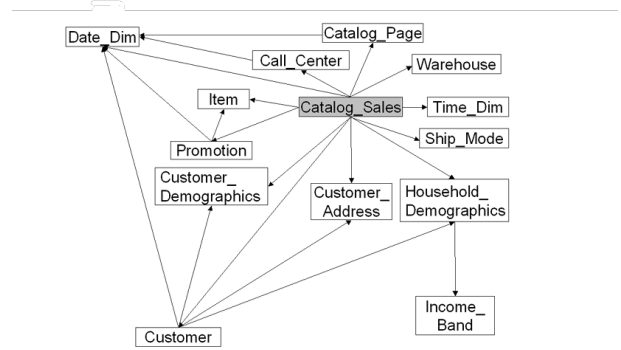 Date_Dim
Catalog_Page
Call_Center
Warehouse
Item
Catalog_Sales
Time_Dim
Ship_Mode
Promotion
Customer_
Demographics
Customer_
Address
Household_
Demographics
Income_
Band
Customer